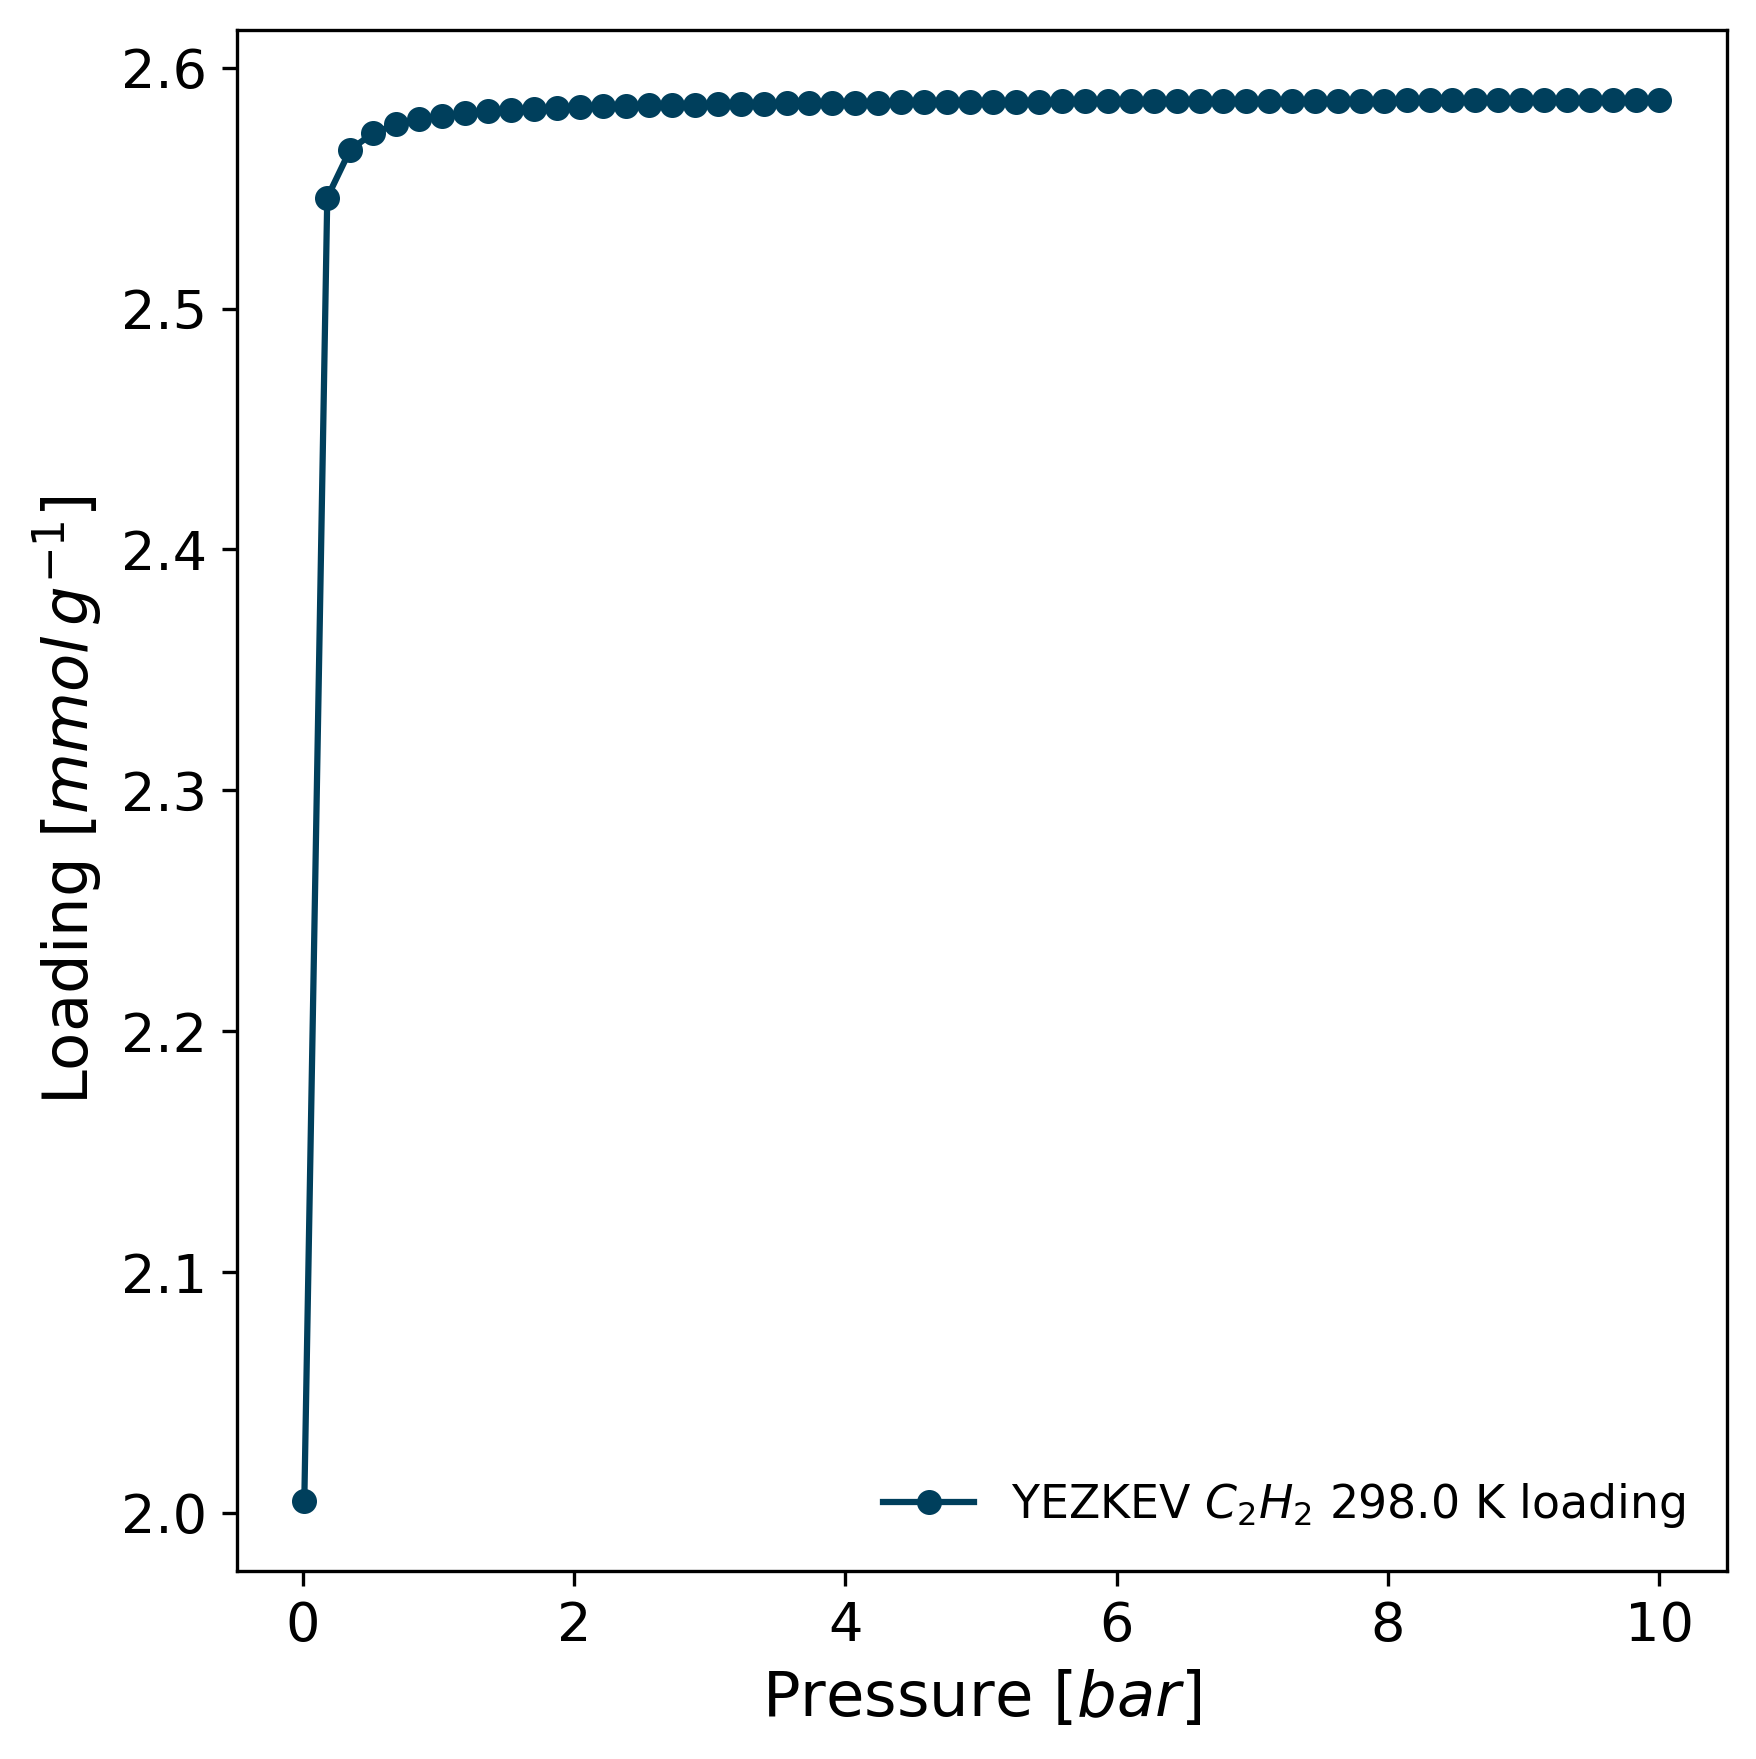 2.6
2.5
2.4
2.3
2.2
2.1
2.0
Loading [mmol g⁻¹]
YEZKEV C₂H₂ 298.0 K loading
0 2 4 6 8 10
Pressure [bar]